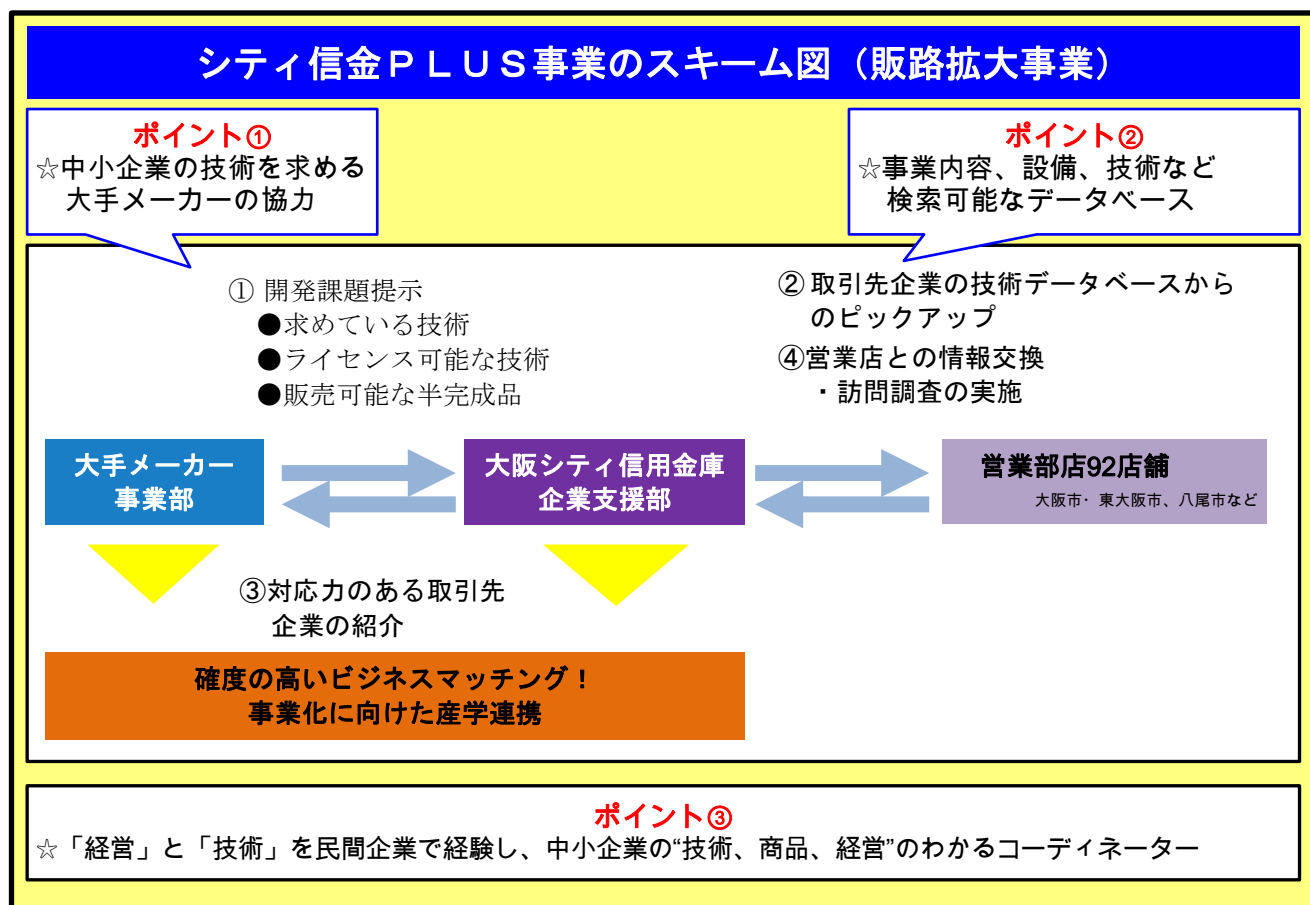 シティ信金ＰＬＵＳ事業のスキーム図（販路拡大事業）
ポイント①
☆中小企業の技術を求める
大手メーカーの協力
ポイント②
☆事業内容、設備、技術など
検索可能なデータベース
① 開発課題提示
●求めている技術
●ライセンス可能な技術
●販売可能な半完成品
② 取引先企業の技術データベースから
のピックアップ
④営業店との情報交換
・訪問調査の実施
大手メーカー
事業部
大阪シティ信用金庫
企業支援部
営業部店92店舗
大阪市・東大阪市、八尾市など
③対応力のある取引先
企業の紹介
確度の高いビジネスマッチング！
事業化に向けた産学連携
ポイント③
☆「経営」と「技術」を民間企業で経験し、中小企業の“技術、商品、経営”のわかるコーディネーター